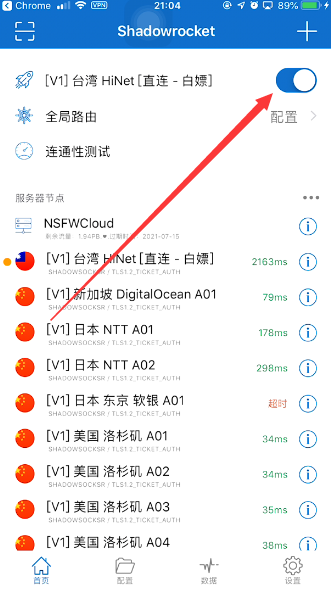 Chrome 21:04 89%
VPN
Shadowrocket
[V1] 台湾 HiNet [直连 - 白嫖]
全局路由 配置
连通性测试
服务器节点
NSFWCloud
剩余流量: 1.94PB ♥ 过期时间: 2021-07-15
[V1] 台湾 HiNet [直连 - 白嫖] 2163ms
SHADOWSOCKSR / TLS1.2_TICKET_AUTH
[V1] 新加坡 DigitalOcean A01 79ms
SHADOWSOCKSR / TLS1.2_TICKET_AUTH
[V1] 日本 NTT A01 178ms
SHADOWSOCKSR / TLS1.2_TICKET_AUTH
[V1] 日本 NTT A02 298ms
SHADOWSOCKSR / TLS1.2_TICKET_AUTH
[V1] 日本 东京 软银 A01 超时
SHADOWSOCKSR / TLS1.2_TICKET_AUTH
[V1] 美国 洛杉矶 A01 34ms
SHADOWSOCKSR / TLS1.2_TICKET_AUTH
[V1] 美国 洛杉矶 A02 34ms
SHADOWSOCKSR / TLS1.2_TICKET_AUTH
[V1] 美国 洛杉矶 A03 35ms
SHADOWSOCKSR / TLS1.2_TICKET_AUTH
[V1] 美国 洛杉矶 A04 38ms
首页 配置 数据 设置